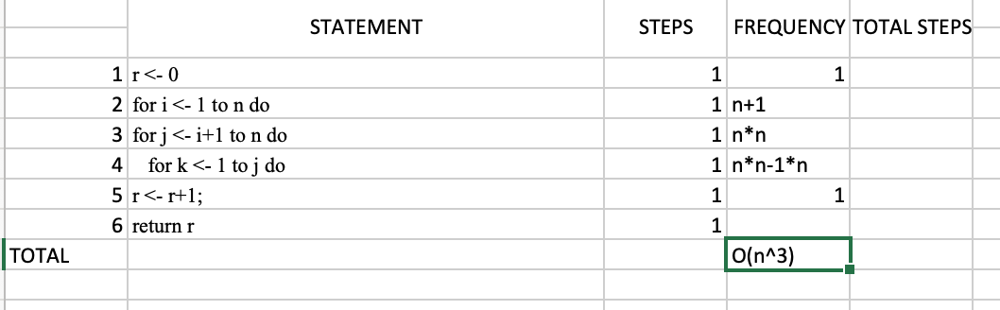 STATEMENT STEPS FREQUENCY TOTAL STEPS
1 r <- 0 1 1
2 for i <- 1 to n do 1 n+1
3 for j <- i+1 to n do 1 n*n
4 for k <- 1 to j do 1 n*n-1*n
5 r <- r+1; 1 1
6 return r 1
TOTAL O(n^3)